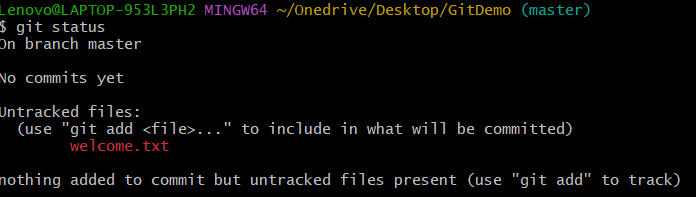 Lenovo@LAPTOP-953L3PH2 MINGW64 ~/Onedrive/Desktop/GitDemo (master)
$ git status
On branch master
No commits yet
Untracked files:
  (use "git add <file>..." to include in what will be committed)
        welcome.txt
nothing added to commit but untracked files present (use "git add" to track)